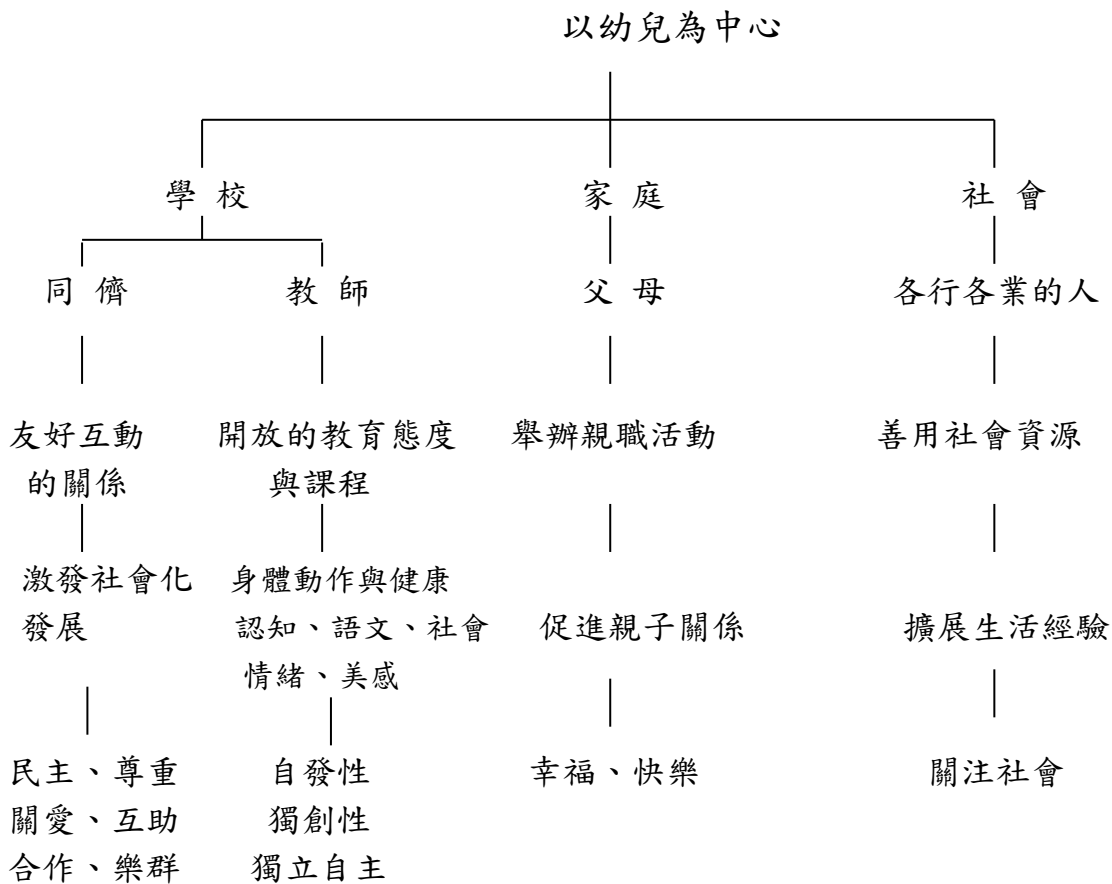 以幼兒為中心
學 校
家 庭
社 會
同 儕
教 師
父 母
各行各業的人
友好互動
的關係
開放的教育態度
與課程
舉辦親職活動
善用社會資源
激發社會化
發展
身體動作與健康
認知、語文、社會
情緒、美感
促進親子關係
擴展生活經驗
民主、尊重
關愛、互助
合作、樂群
自發性
獨創性
獨立自主
幸福、快樂
關注社會